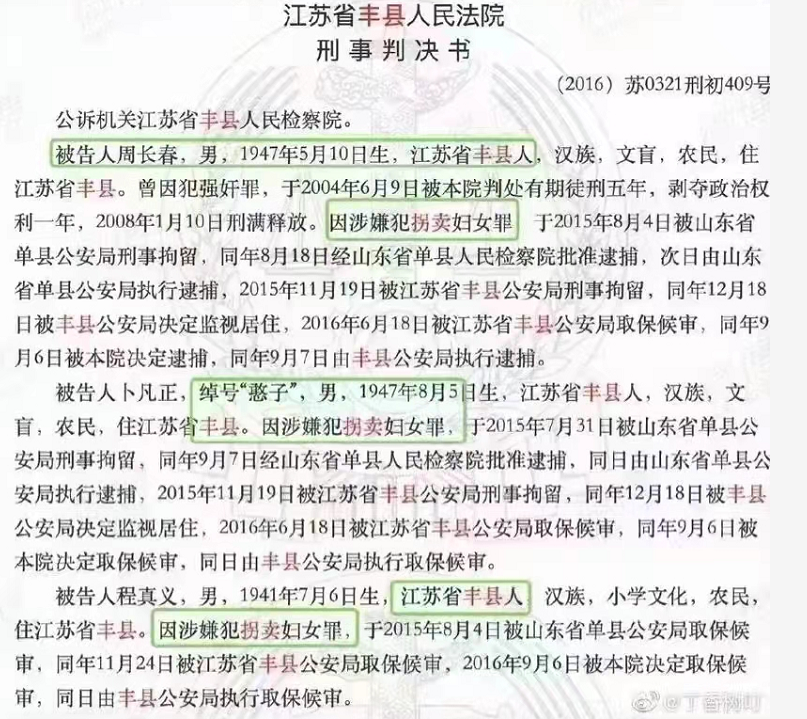 江苏省丰县人民法院
刑事判决书
（2016）苏0321刑初409号
公诉机关江苏省丰县人民检察院。
被告人周长春，男，1947年5月10日生，江苏省丰县人，汉族，文盲，农民，住
江苏省丰县。曾因犯强奸罪，于2004年6月9日被本院判处有期徒刑五年，剥夺政治权
利一年，2008年1月10日刑满释放。因涉嫌犯拐卖妇女罪 于2015年8月4日被山东省
单县公安局刑事拘留，同年8月18日经山东省单县人民检察院批准逮捕，次日由山东
省单县公安局执行逮捕，2015年11月19日被江苏省丰县公安局刑事拘留，同年12月18
日被丰县公安局决定监视居住，2016年6月18日被江苏省丰县公安局取保候审，同年9
月6日被本院决定逮捕，同年9月7日由丰县公安局执行逮捕。
被告人卜凡正，绰号“憨子”，男，1947年8月5日生，江苏省丰县人，汉族，文
盲，农民，住江苏省丰县。因涉嫌犯拐卖妇女罪，于2015年7月31日被山东省单县公
安局刑事拘留，同年9月7日经山东省单县人民检察院批准逮捕，同日由山东省单县公
安局执行逮捕，2015年11月19日被江苏省丰县公安局刑事拘留，同年12月18日被丰县
公安局决定监视居住，2016年6月18日被江苏省丰县公安局取保候审，同年9月6日被
本院决定取保候审，同日由丰县公安局执行取保候审。
被告人程真义，男，1941年7月6日生，江苏省丰县人 汉族，小学文化，农民，
住江苏省丰县。因涉嫌犯拐卖妇女罪，于2015年8月4日被山东省单县公安局取保候
审，同年11月24日被江苏省丰县公安局取保候审，2016年9月6日被本院决定取保候
审，同日由丰县公安局执行取保候审。
@丁香树叮